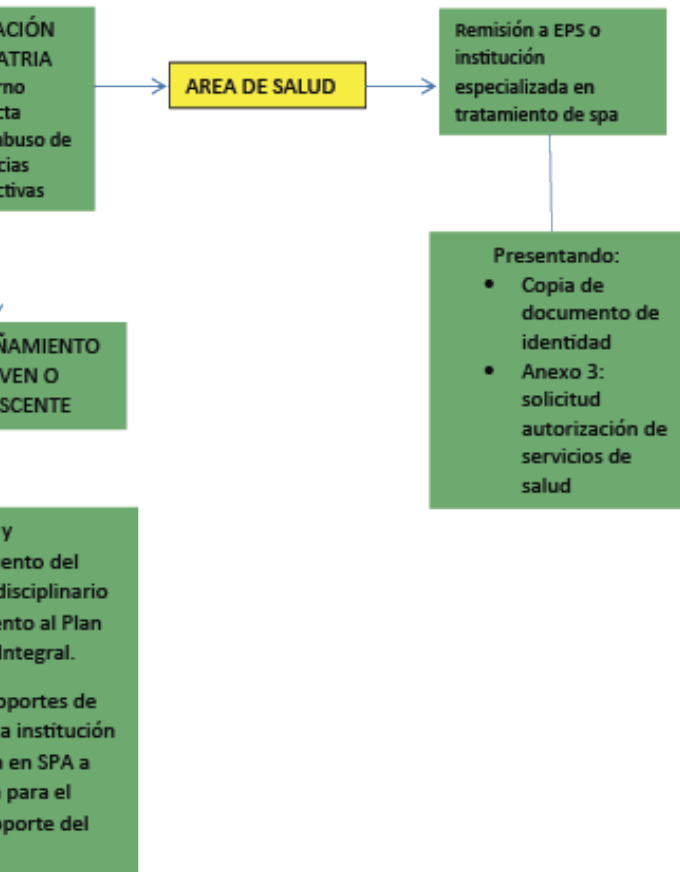 AREA DE SALUD
Remisión a EPS o
institución
especializada en
tratamiento de spa
Presentando:
• Copia de
documento de
identidad
• Anexo 3:
solicitud
autorización de
servicios de
salud
ACIÓN
ATRIA
rno
cta
abuso de
cias
ctivas
ÑAMIENTO
VEN O
SCENTE
y
ento del
disciplinario
ento al Plan
Integral.
oportes de
a institución
en SPA a
para el
porte del